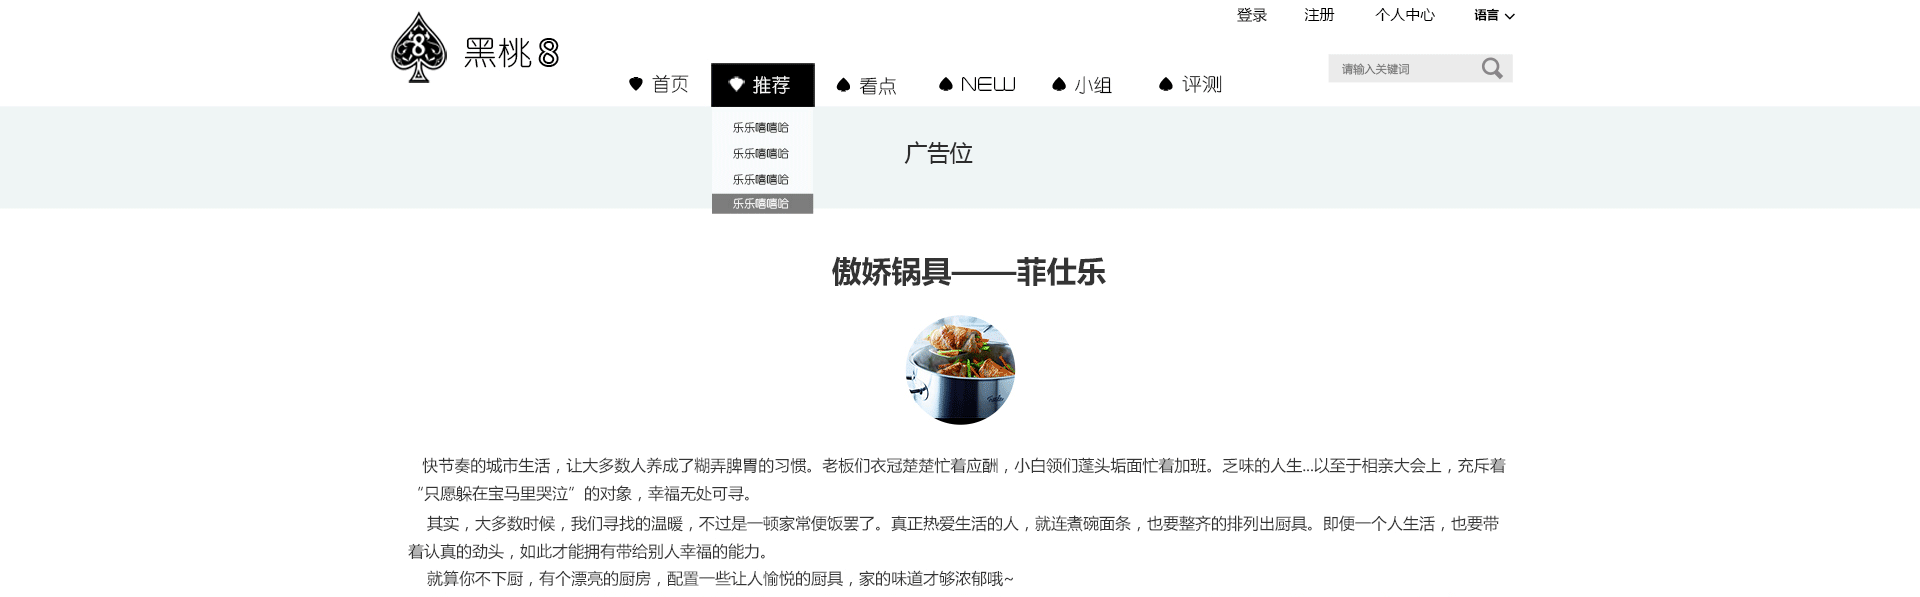 登录 注册 个人中心 语言
8 黑桃8
首页 推荐 看点 NEW 小组 评测
请输入关键词
乐乐嘻嘻哈
乐乐嘻嘻哈
乐乐嘻嘻哈
乐乐嘻嘻哈
广告位
傲娇锅具——菲仕乐
快节奏的城市生活，让大多数人养成了糊弄脾胃的习惯。老板们衣冠楚楚忙着应酬，小白领们蓬头垢面忙着加班。乏味的人生...以至于相亲大会上，充斥着
“只愿躲在宝马里哭泣”的对象，幸福无处可寻。
其实，大多数时候，我们寻找的温暖，不过是一顿家常便饭罢了。真正热爱生活的人，就连煮碗面条，也要整齐的排列出厨具。即便一个人生活，也要带
着认真的劲头，如此才能拥有带给别人幸福的能力。
就算你不下厨，有个漂亮的厨房，配置一些让人愉悦的厨具，家的味道才够浓郁哦~